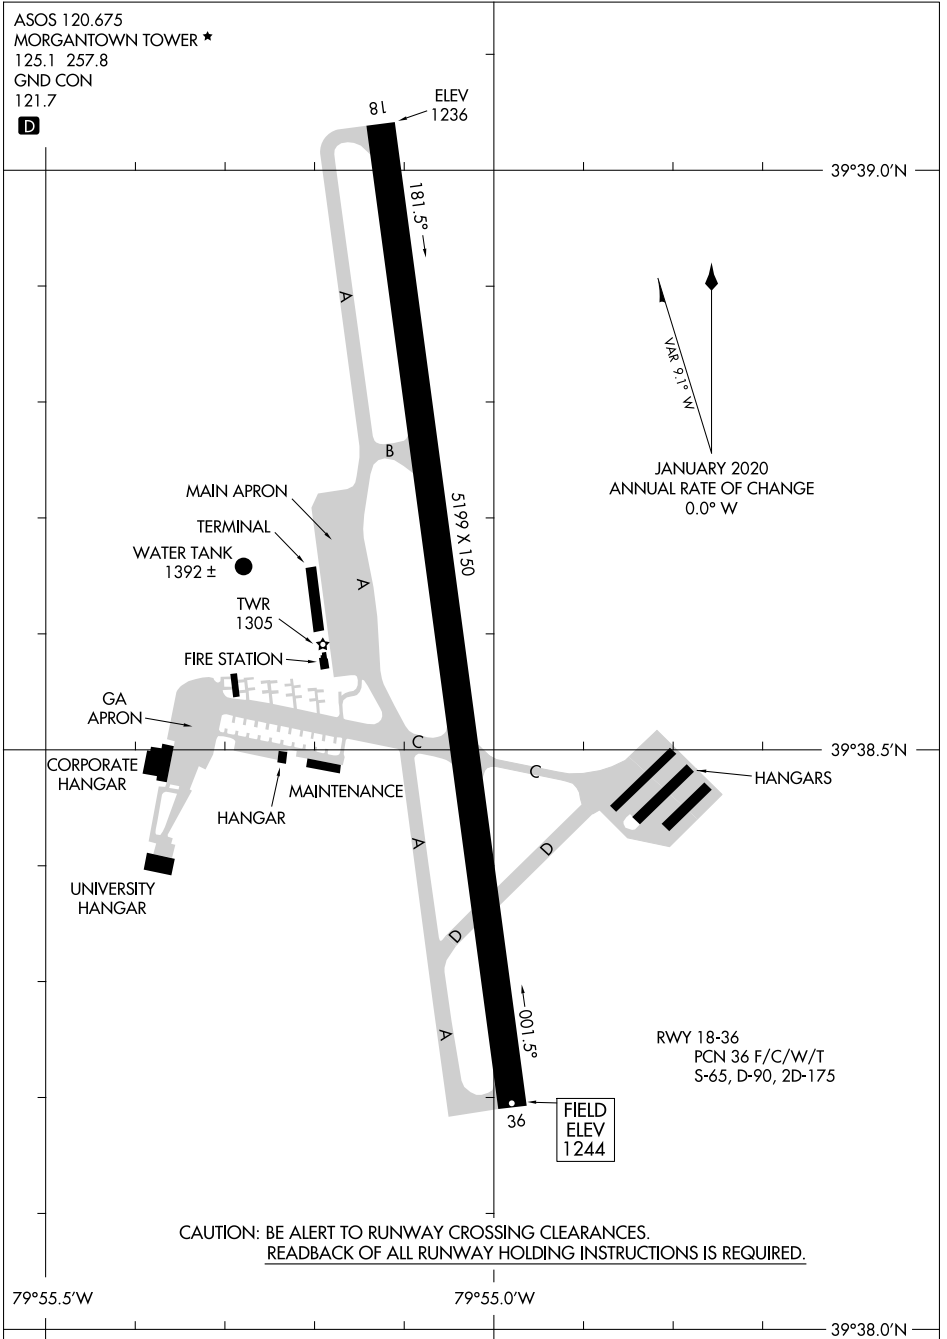 ASOS 120.675
MORGANTOWN TOWER ★
125.1 257.8
GND CON
121.7
D
18
ELEV
1236
39°39.0'N
181.5°
A
VAR 9.1° W
JANUARY 2020
ANNUAL RATE OF CHANGE
0.0° W
B
MAIN APRON
5199 X 150
TERMINAL
WATER TANK
1392 ±
A
TWR
1305
FIRE STATION
GA
APRON
C
39°38.5'N
CORPORATE
HANGAR
C
HANGARS
MAINTENANCE
HANGAR
A
D
UNIVERSITY
HANGAR
D
A
001.5°
RWY 18-36
PCN 36 F/C/W/T
S-65, D-90, 2D-175
36
FIELD
ELEV
1244
CAUTION: BE ALERT TO RUNWAY CROSSING CLEARANCES.
READBACK OF ALL RUNWAY HOLDING INSTRUCTIONS IS REQUIRED.
79°55.5'W
79°55.0'W
39°38.0'N